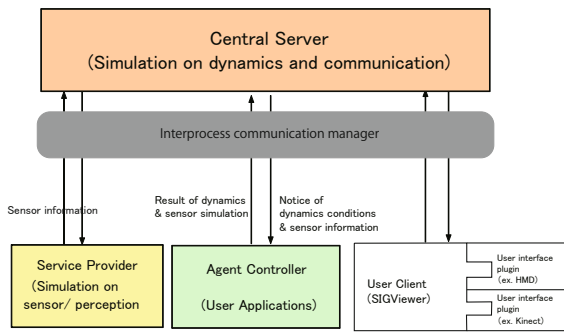 Central Server
(Simulation on dynamics and communication)
Interprocess communication manager
Sensor information
Result of dynamics
& sensor simulation
Notice of
dynamics conditions
& sensor information
Service Provider
(Simulation on
sensor/ perception
Agent Controller
(User Applications)
User Client
(SIGViewer)
User interface
plugin
(ex. HMD)
User interface
plugin
(ex. Kinect)